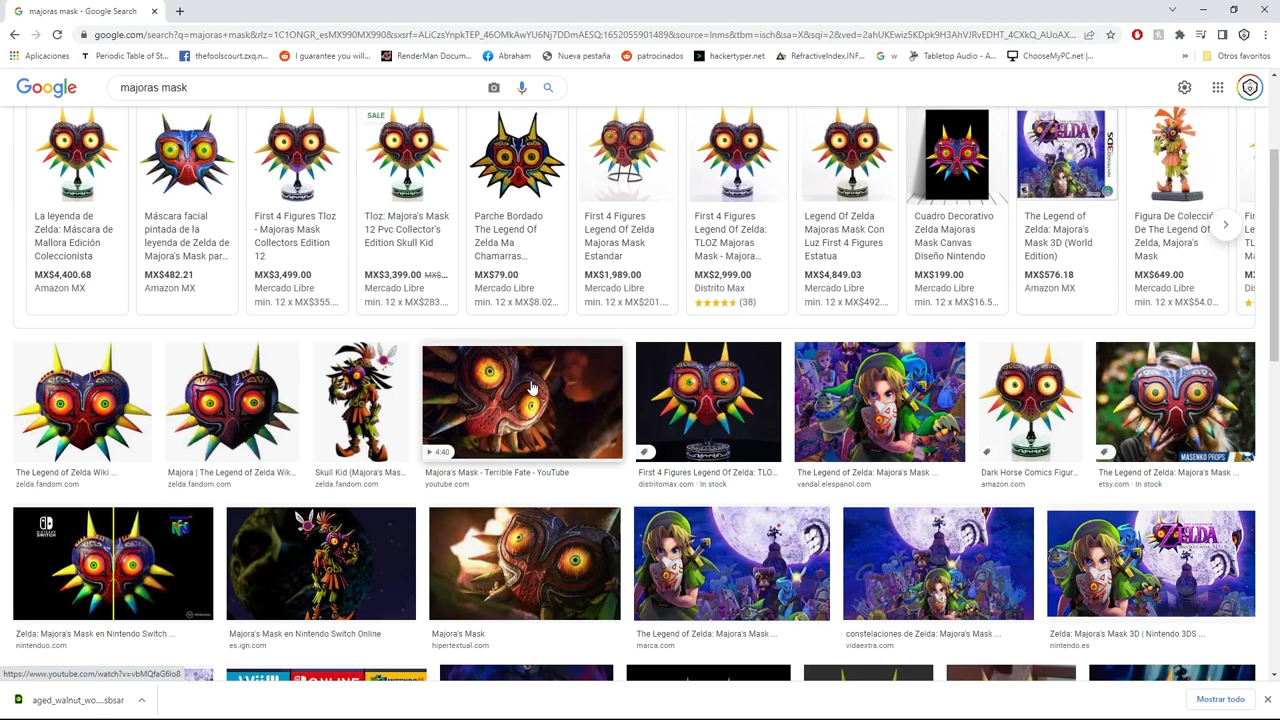 majoras mask - Google Search
google.com/search?q=majoras+mask&rlz=1C1ONGR_esMX990MX990&sxsrf=ALiCzsYnpkTEP_46OMkAwYU6Nj7DDmAESQ:1652055901489&source=lnms&tbm=isch&sa=X&sqi=2&ved=2ahUKEwiz5KDpk9H3AhVJRvEDHT_4CXkQ_AUoAX...
Aplicaciones
Periodic Table of St...
thefoolscourt.zxq.n...
I guarantee you will...
RenderMan Docum...
Abraham
Nueva pestaña
patrocinados
hackertyper.net
RefractiveIndex.INF...
w
Tabletop Audio - A...
ChooseMyPC.net |...
»
Otros favoritos
Google
majoras mask
La leyenda de
Zelda: Máscara de
Mallora Edición
Coleccionista
MX$4,400.68
Amazon MX
Máscara facial
pintada de la
leyenda de Zelda de
Majora's Mask par...
MX$482.21
Amazon MX
First 4 Figures Tloz
- Majoras Mask
Collectors Edition
12
MX$3,499.00
Mercado Libre
min. 12 x MX$355....
SALE
Tloz: Majora's Mask
12 Pvc Collector's
Edition Skull Kid
MX$3,399.00 MX$...
Mercado Libre
min. 12 x MX$283....
Parche Bordado
The Legend Of
Zelda Ma
Chamarras...
MX$79.00
Mercado Libre
min. 12 x MX$8.02...
First 4 Figures
Legend Of Zelda
Majoras Mask
Estandar
MX$1,989.00
Mercado Libre
min. 12 x MX$201....
First 4 Figures
Legend Of Zelda:
TLOZ Majoras
Mask - Majora...
MX$2,999.00
Distrito Max
(38)
Legend Of Zelda
Majoras Mask Con
Luz First 4 Figures
Estatua
MX$4,849.03
Mercado Libre
min. 12 x MX$492....
Cuadro Decorativo
Zelda Majoras
Mask Canvas
Diseño Nintendo
MX$199.00
Mercado Libre
min. 12 x MX$16.5...
ZELDA
The Legend of
Zelda: Majora's
Mask 3D (World
Edition)
MX$576.18
Amazon MX
Figura De Colecció
De The Legend Of
Zelda, Majora's
Mask
MX$649.00
Mercado Libre
min. 12 x MX$54.0...
The Legend of Zelda Wiki ...
zelda.fandom.com
Majora | The Legend of Zelda Wik...
zelda.fandom.com
Skull Kid (Majora's Mas...
zelda.fandom.com
4:40
Majora's Mask - Terrible Fate - YouTube
youtube.com
First 4 Figures Legend Of Zelda: TLO...
distritomax.com · In stock
The Legend of Zelda: Majora's Mask ...
vandal.elespanol.com
Dark Horse Comics Figur...
amazon.com
MASENKO PROPS
The Legend of Zelda: Majora's Mask ...
etsy.com · In stock
Zelda: Majora's Mask en Nintendo Switch ...
nintenduo.com
Majora's Mask en Nintendo Switch Online
es.ign.com
Majora's Mask
hipertextual.com
The Legend of Zelda: Majora's Mask ...
marca.com
constelaciones de Zelda: Majora's Mask ...
vidaextra.com
ZELDA
Zelda: Majora's Mask 3D | Nintendo 3DS ...
nintendo.es
https://www.youtube.com/watch?v=vbMQfaG6lo8
aged_walnut_wo....sbsar
Mostrar todo